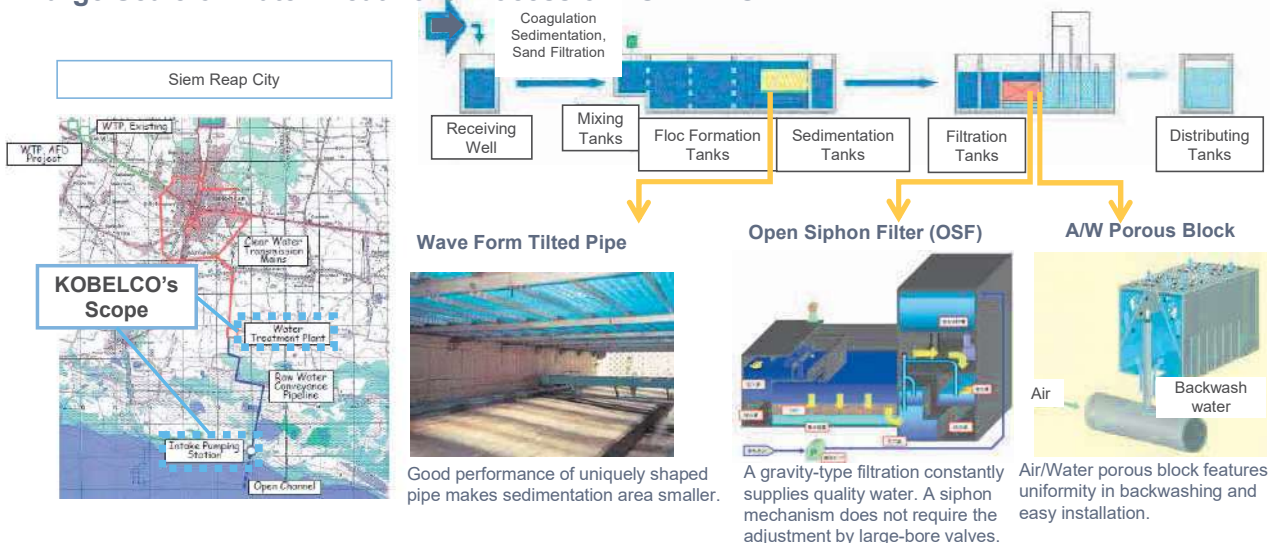 Coagulation
Sedimentation,
Sand Filtration
Siem Reap City
Receiving
Well
Mixing
Tanks
Floc Formation
Tanks
Sedimentation
Tanks
Filtration
Tanks
Distributing
Tanks
WTP, Existing
WTP, AFD
Project
Clear Water
Transmission
Mains
KOBELCO's
Scope
Water
Treatment Plant
Raw Water
Conveyance
Pipeline
Intake Pumping
Station
Open Channel
Wave Form Tilted Pipe
Good performance of uniquely shaped
pipe makes sedimentation area smaller.
Open Siphon Filter (OSF)
A gravity-type filtration constantly
supplies quality water. A siphon
mechanism does not require the
adjustment by large-bore valves.
A/W Porous Block
Air
Backwash
water
Air/Water porous block features
uniformity in backwashing and
easy installation.